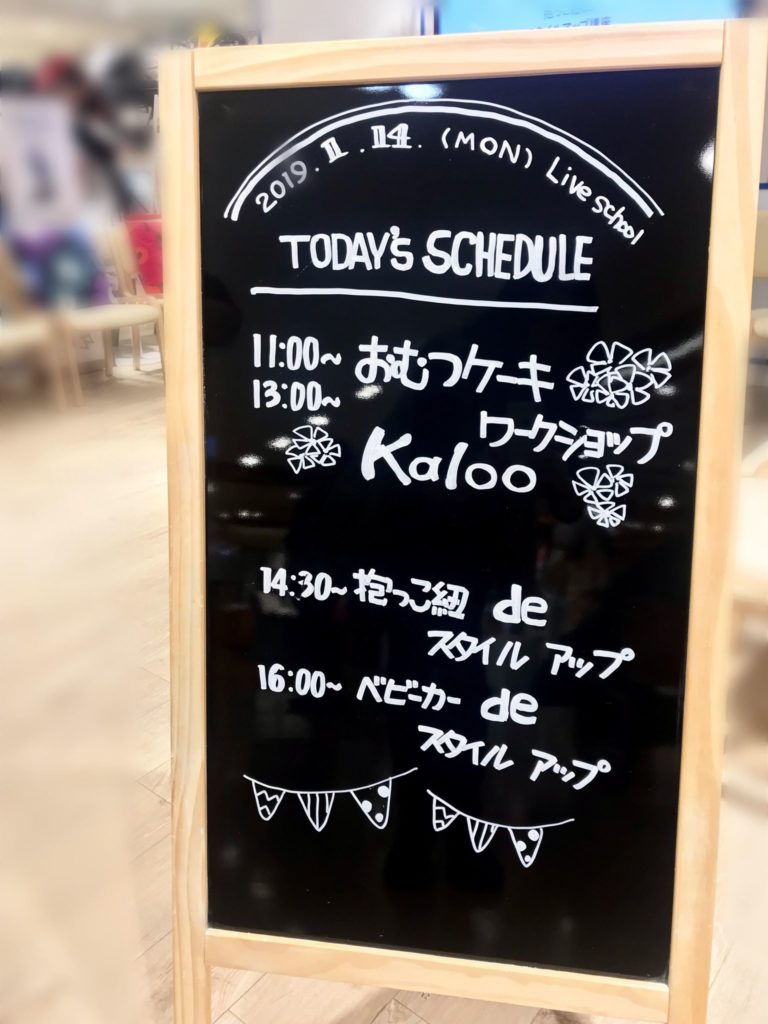 2019.1.14.(MON) Live school
TODAY'S SCHEDULE
11:00~ おむつケーキ
13:00~
ワークショップ
Kaloo
14:30~ 抱っこ紐 de
スタイル アップ
16:00~ ベビーカー de
スタイル アップ